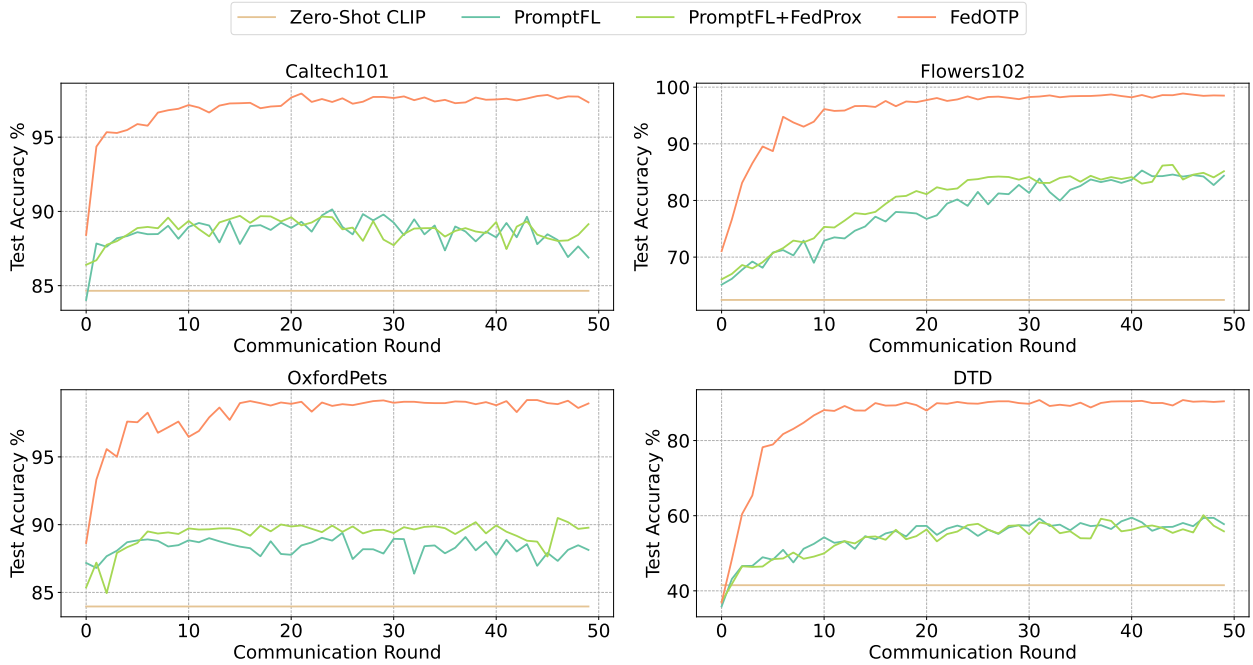 Zero-Shot CLIP PromptFL PromptFL+FedProx FedOTP
Caltech101
Test Accuracy %
95
90
85
0 10 20 30 40 50
Communication Round
Flowers102
Test Accuracy %
100
90
80
70
0 10 20 30 40 50
Communication Round
OxfordPets
Test Accuracy %
95
90
85
0 10 20 30 40 50
Communication Round
DTD
Test Accuracy %
80
60
40
0 10 20 30 40 50
Communication Round